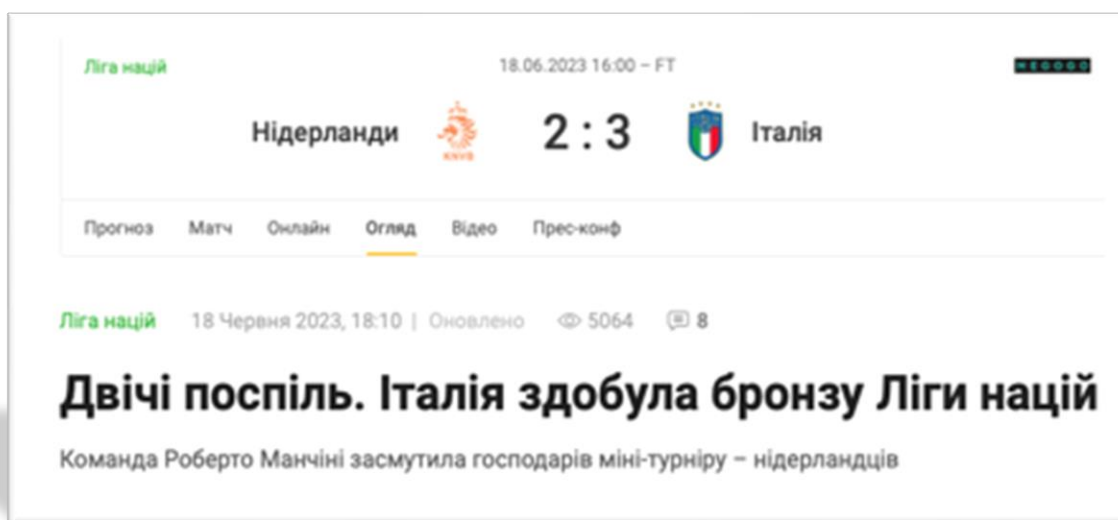 Ліга націй 18.06.2023 16:00 – FT MEGOGO
Нідерланди KNVB 2 : 3 Італія
Прогноз Матч Онлайн Огляд Відео Прес-конф
Ліга націй 18 Червня 2023, 18:10 | Оновлено 5064 8
Двічі поспіль. Італія здобула бронзу Ліги націй
Команда Роберто Манчіні засмутила господарів міні-турніру – нідерландців